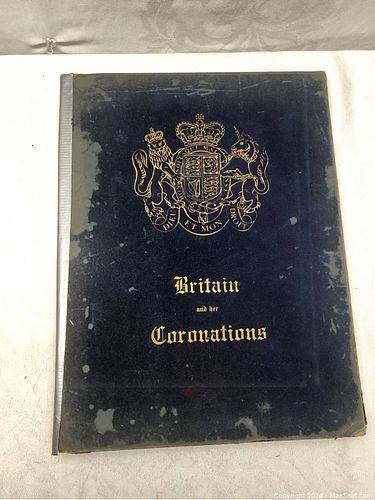 DIEU ET MON DROIT
Britain
and her
Coronations
Copyright 2024 - MaxSold.com